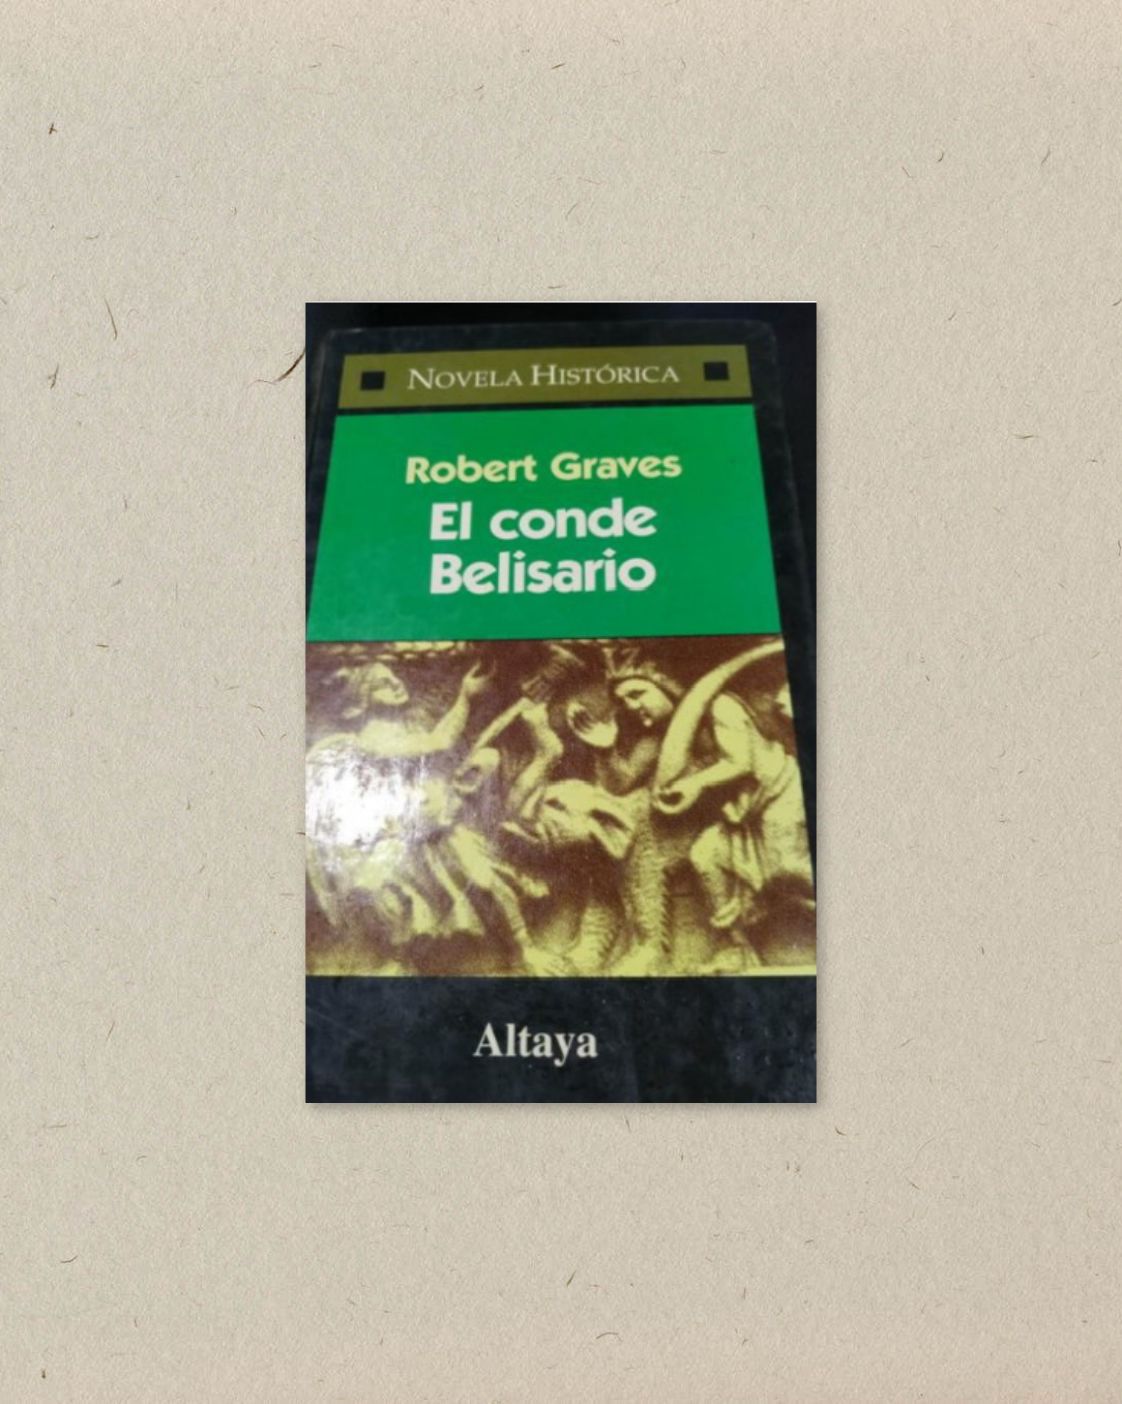 NOVELA HISTÓRICA
Robert Graves
El conde
Belisario
Altaya